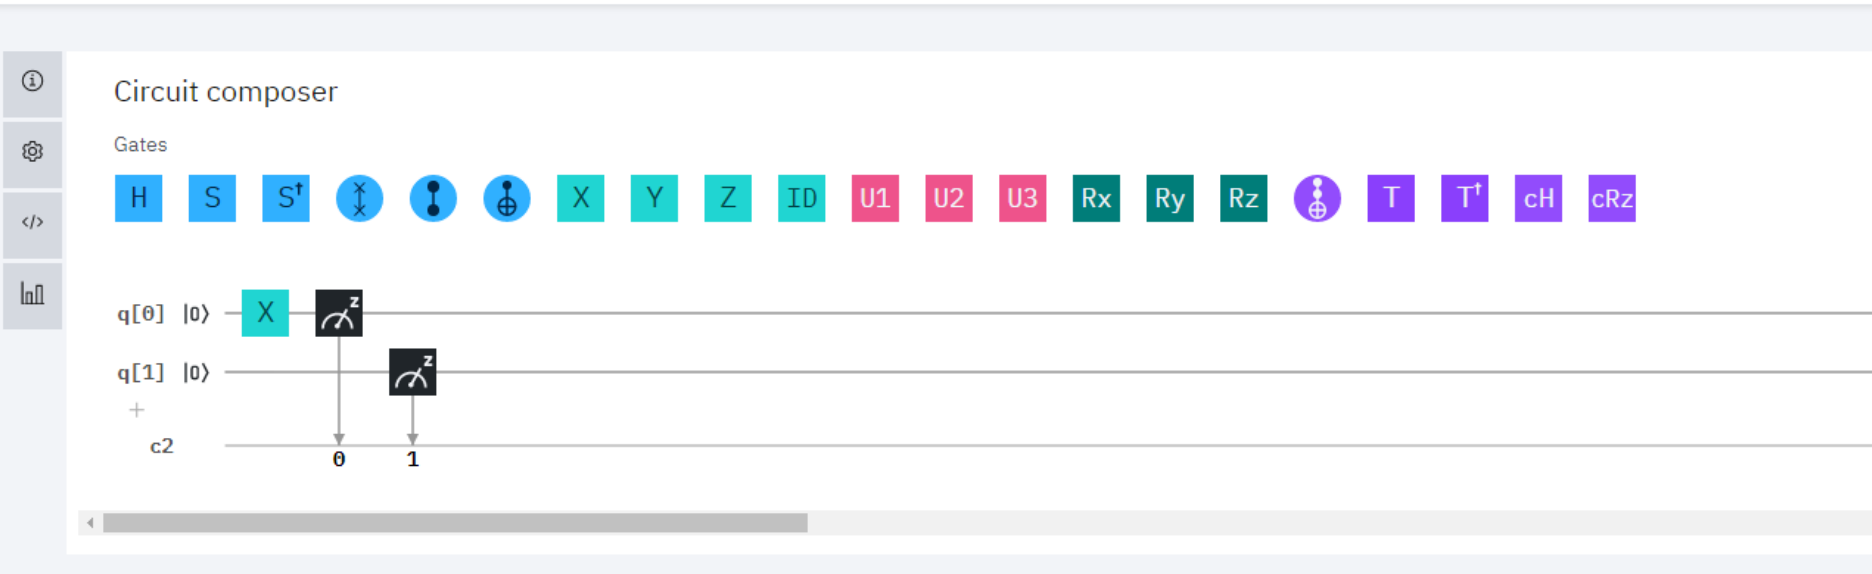 Circuit composer
Gates
H S S† X Y Z ID U1 U2 U3 Rx Ry Rz T T† cH cRz
q[0] |0⟩ X z
q[1] |0⟩ z
+
c2
0 1